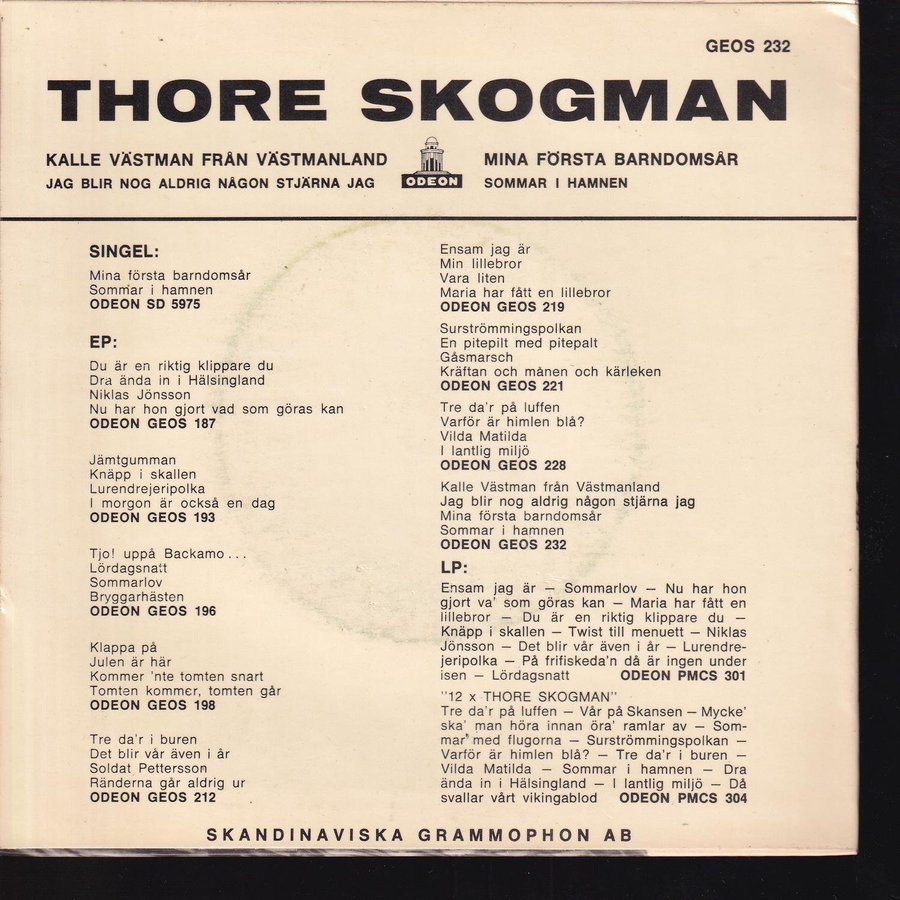 GEOS 232
THORE SKOGMAN
KALLE VÄSTMAN FRÅN VÄSTMANLAND
JAG BLIR NOG ALDRIG NÅGON STJÄRNA JAG
ODEON
MINA FÖRSTA BARNDOMSÅR
SOMMAR I HAMNEN
SINGEL:
Mina första barndomsår
Sommar i hamnen
ODEON SD 5975
EP:
Du är en riktig klippare du
Dra ända in i Hälsingland
Niklas Jönsson
Nu har hon gjort vad som göras kan
ODEON GEOS 187
Jämtgumman
Knäpp i skallen
Lurendrejeripolka
I morgon är också en dag
ODEON GEOS 193
Tjo! uppå Backamo...
Lördagsnatt
Sommarlov
Bryggarhästen
ODEON GEOS 196
Klappa på
Julen är här
Kommer 'nte tomten snart
Tomten kommer, tomten går
ODEON GEOS 198
Tre da'r i buren
Det blir vår även i år
Soldat Pettersson
Ränderna går aldrig ur
ODEON GEOS 212
Ensam jag är
Min lillebror
Vara liten
Maria har fått en lillebror
ODEON GEOS 219
Surströmmingspolkan
En pitepilt med pitepalt
Gåsmarsch
Kräftan och månen och kärleken
ODEON GEOS 221
Tre da'r på luffen
Varför är himlen blå?
Vilda Matilda
I lantlig miljö
ODEON GEOS 228
Kalle Västman från Västmanland
Jag blir nog aldrig någon stjärna jag
Mina första barndomsår
Sommar i hamnen
ODEON GEOS 232
LP:
Ensam jag är – Sommarlov – Nu har hon
gjort va' som göras kan – Maria har fått en
lillebror – Du är en riktig klippare du –
Knäpp i skallen – Twist till menuett – Niklas
Jönsson – Det blir vår även i år – Lurendre-
jeripolka – På frifiskeda'n då är ingen under
isen – Lördagsnatt ODEON PMCS 301
"12 x THORE SKOGMAN"
Tre da'r på luffen – Vår på Skansen – Mycke'
ska' man höra innan öra' ramlar av – Som-
mar med flugorna – Surströmmingspolkan –
Varför är himlen blå? – Tre da'r i buren –
Vilda Matilda – Sommar i hamnen – Dra
ända in i Hälsingland – I lantlig miljö – Då
svallar vårt vikingablod ODEON PMCS 304
SKANDINAVISKA GRAMMOPHON AB